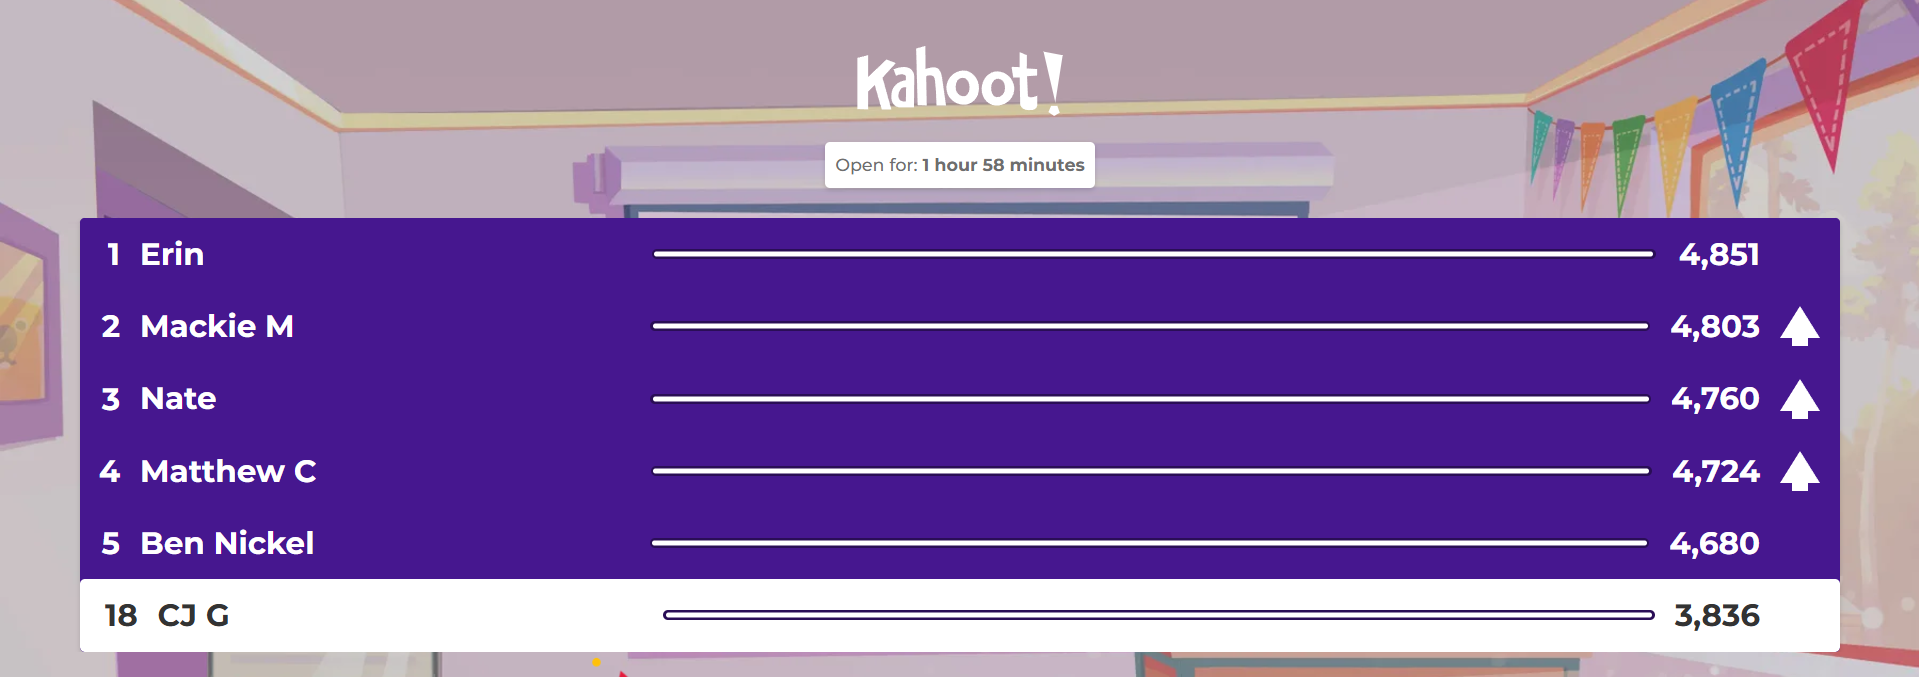 Kahoot!
Open for: 1 hour 58 minutes
1 Erin 4,851
2 Mackie M 4,803
3 Nate 4,760
4 Matthew C 4,724
5 Ben Nickel 4,680
18 CJ G 3,836